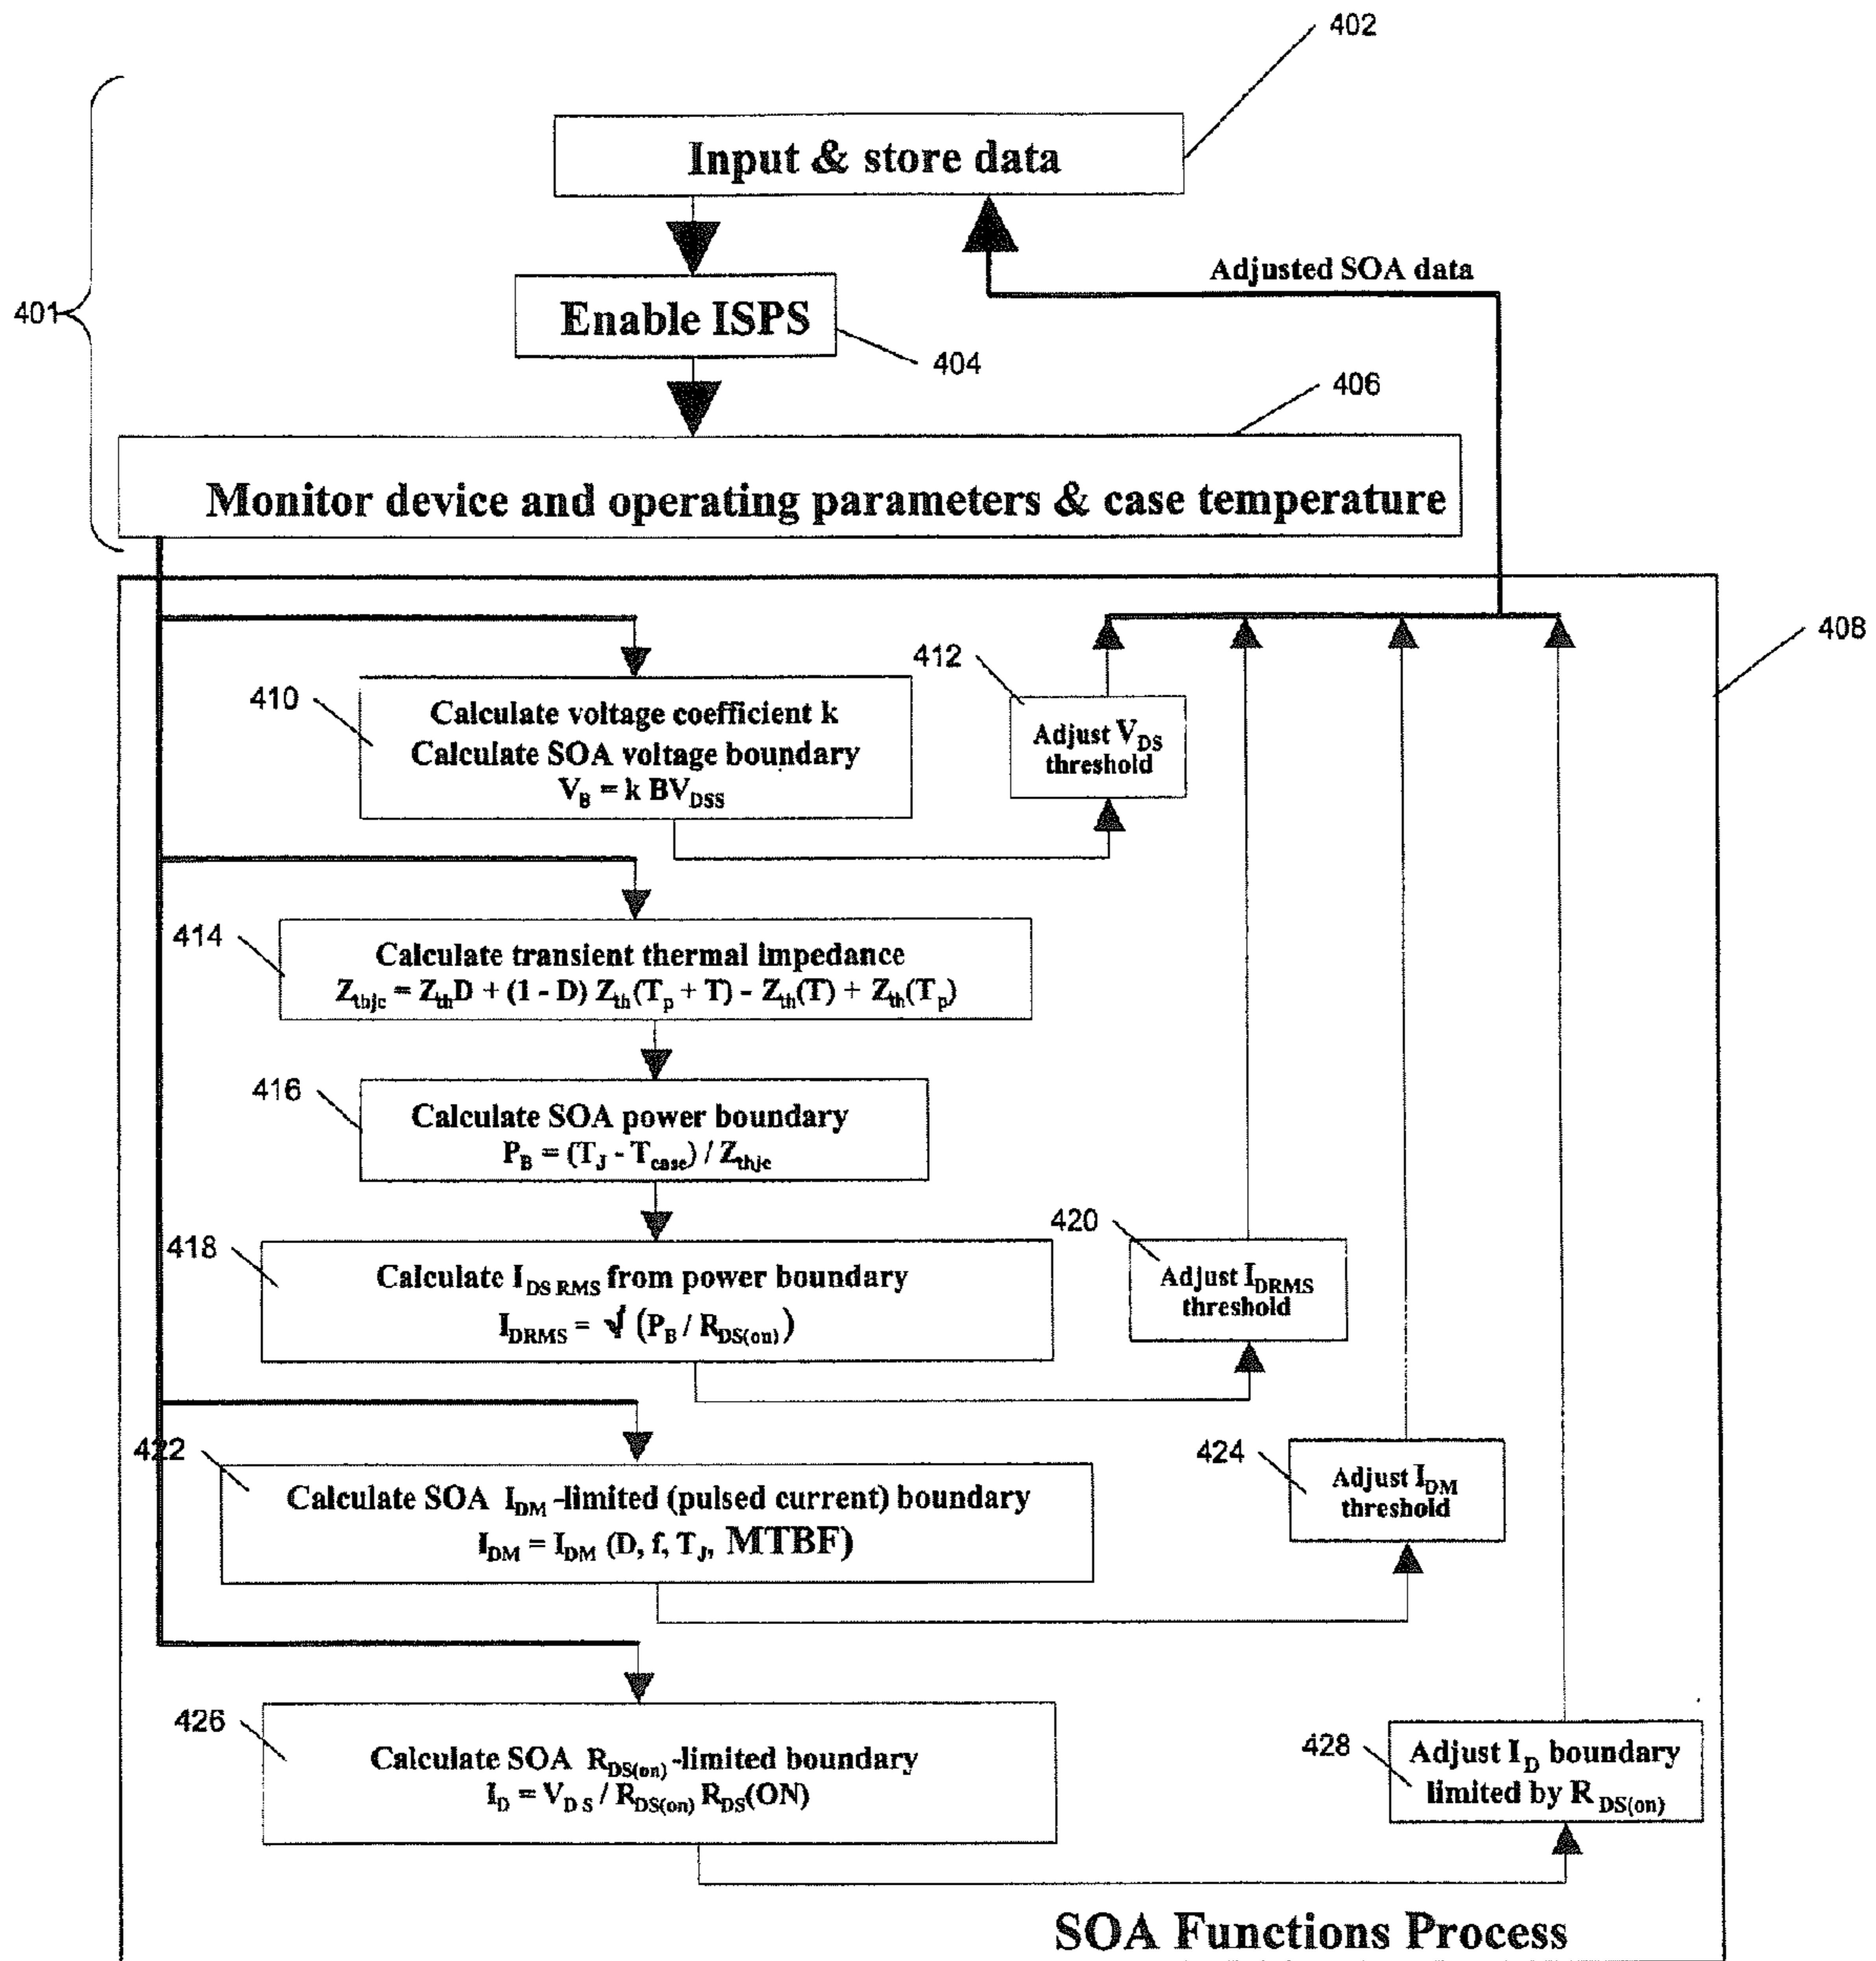 402
Input & store data
Adjusted SOA data
401
Enable ISPS
404
406
Monitor device and operating parameters & case temperature
408
412
410
Calculate voltage coefficient k
Calculate SOA voltage boundary
V_B = k BV_DSS
Adjust V_DS
threshold
414
Calculate transient thermal impedance
Z_thjc = Z_th D + (1 - D) Z_th(T_p + T) - Z_th(T) + Z_th(T_p)
416
Calculate SOA power boundary
P_B = (T_J - T_case) / Z_thjc
418
Calculate I_DS RMS from power boundary
I_DRMS = √ (P_B / R_DS(on))
420
Adjust I_DRMS
threshold
422
Calculate SOA I_DM-limited (pulsed current) boundary
I_DM = I_DM (D, f, T_J, MTBF)
424
Adjust I_DM
threshold
426
Calculate SOA R_DS(on)-limited boundary
I_D = V_D S / R_DS(on) R_DS(ON)
428
Adjust I_D boundary
limited by R_DS(on)
SOA Functions Process